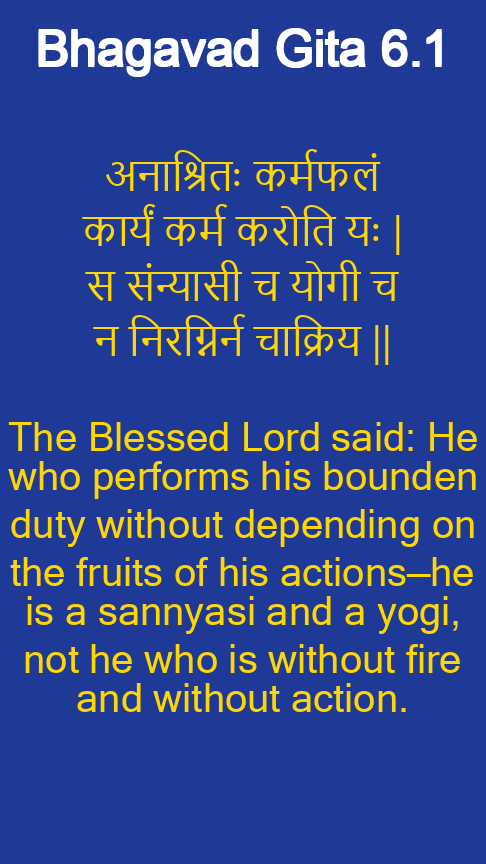 Bhagavad Gita 6.1
अनाश्रितः कर्मफलं
कार्यं कर्म करोति यः |
स संन्यासी च योगी च
न निरग्निर्न चाक्रिय ||
The Blessed Lord said: He
who performs his bounden
duty without depending on
the fruits of his actions—he
is a sannyasi and a yogi,
not he who is without fire
and without action.